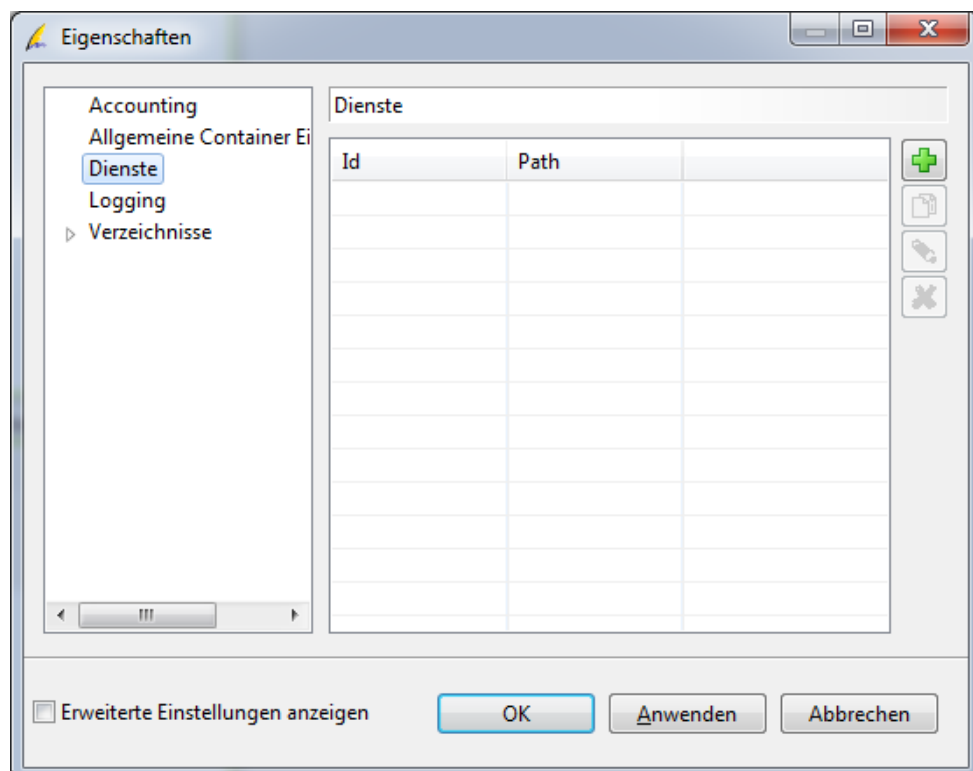 Eigenschaften
Accounting
Allgemeine Container Ei
Dienste
Logging
Verzeichnisse
Dienste
Id Path
Erweiterte Einstellungen anzeigen
OK Anwenden Abbrechen